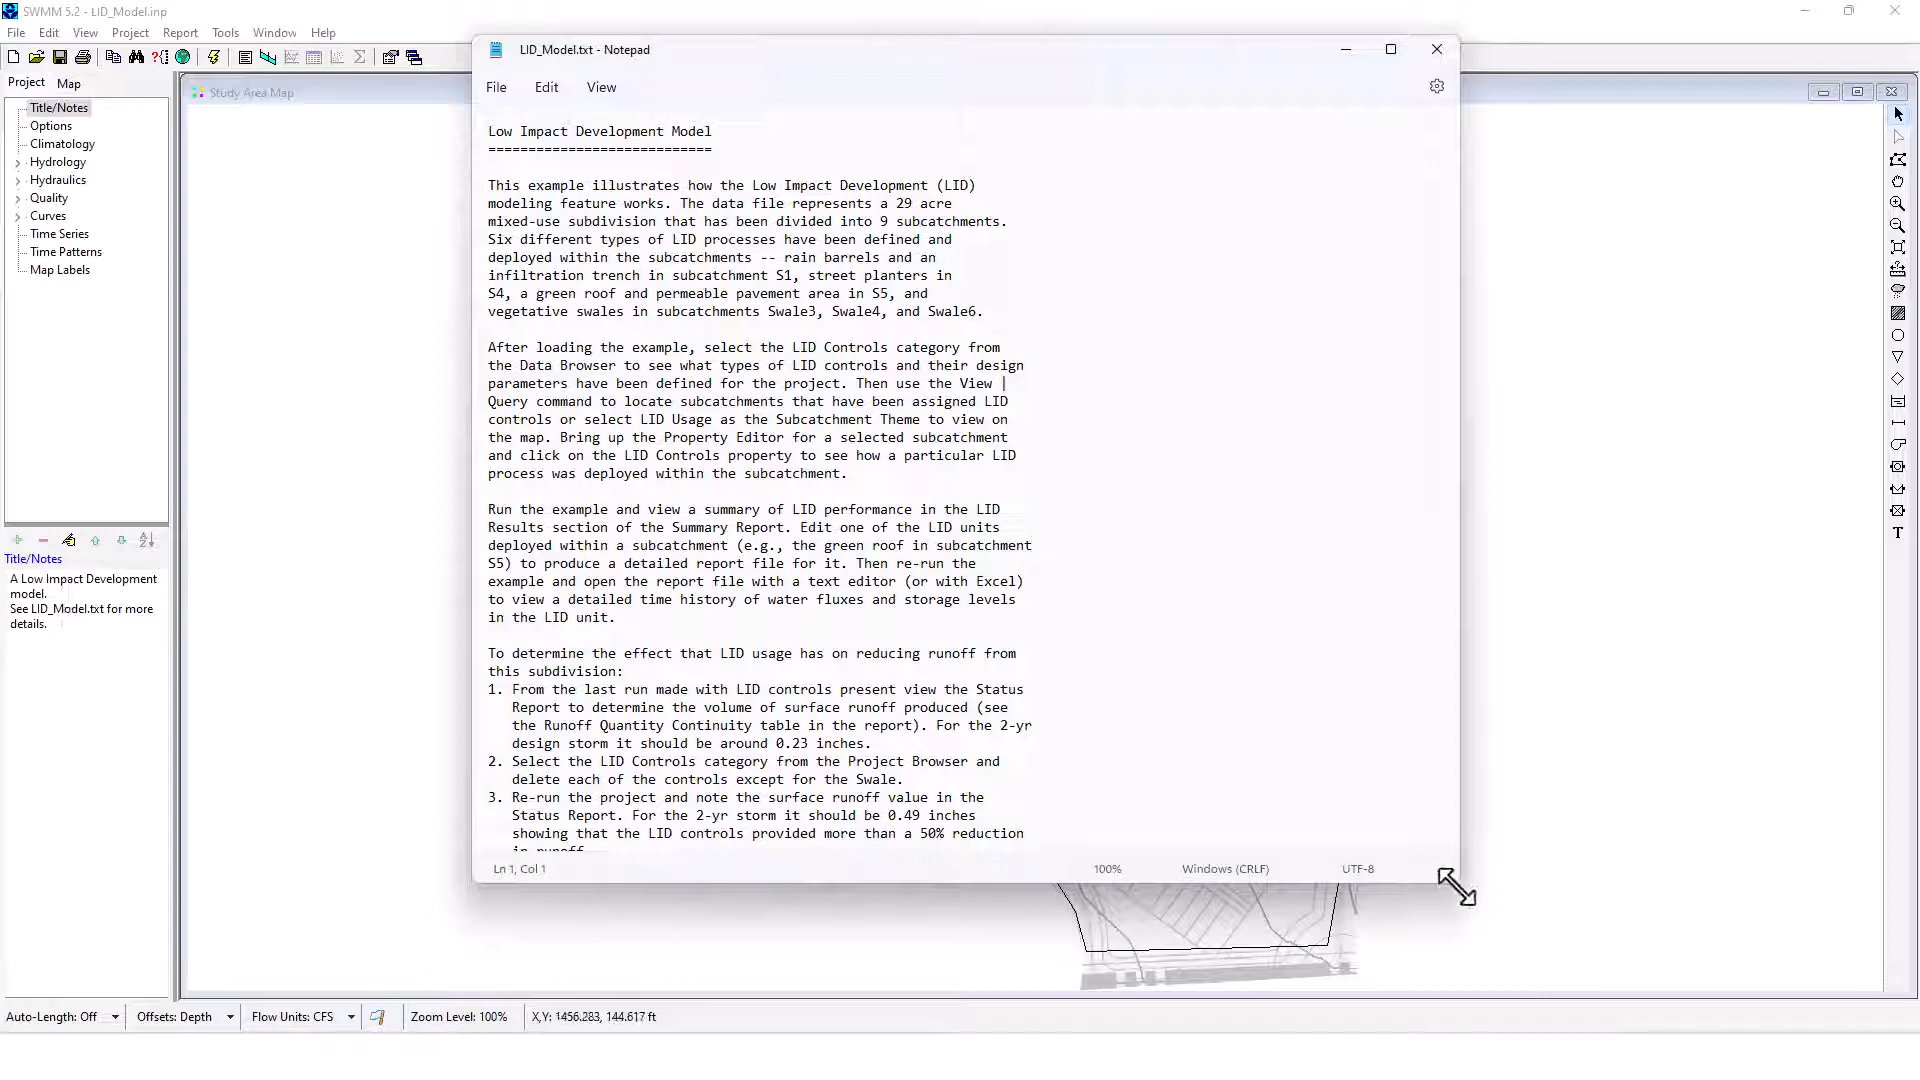 SWMM 5.2 - LID_Model.inp
File Edit View Project Report Tools Window Help
Project Map
Title/Notes
Options
Climatology
Hydrology
Hydraulics
Quality
Curves
Time Series
Time Patterns
Map Labels
Title/Notes
A Low Impact Development
model.
See LID_Model.txt for more
details.
Study Area Map
LID_Model.txt - Notepad
File Edit View
Low Impact Development Model
============================
This example illustrates how the Low Impact Development (LID)
modeling feature works. The data file represents a 29 acre
mixed-use subdivision that has been divided into 9 subcatchments.
Six different types of LID processes have been defined and
deployed within the subcatchments -- rain barrels and an
infiltration trench in subcatchment S1, street planters in
S4, a green roof and permeable pavement area in S5, and
vegetative swales in subcatchments Swale3, Swale4, and Swale6.
After loading the example, select the LID Controls category from
the Data Browser to see what types of LID controls and their design
parameters have been defined for the project. Then use the View |
Query command to locate subcatchments that have been assigned LID
controls or select LID Usage as the Subcatchment Theme to view on
the map. Bring up the Property Editor for a selected subcatchment
and click on the LID Controls property to see how a particular LID
process was deployed within the subcatchment.
Run the example and view a summary of LID performance in the LID
Results section of the Summary Report. Edit one of the LID units
deployed within a subcatchment (e.g., the green roof in subcatchment
S5) to produce a detailed report file for it. Then re-run the
example and open the report file with a text editor (or with Excel)
to view a detailed time history of water fluxes and storage levels
in the LID unit.
To determine the effect that LID usage has on reducing runoff from
this subdivision:
1. From the last run made with LID controls present view the Status
Report to determine the volume of surface runoff produced (see
the Runoff Quantity Continuity table in the report). For the 2-yr
design storm it should be around 0.23 inches.
2. Select the LID Controls category from the Project Browser and
delete each of the controls except for the Swale.
3. Re-run the project and note the surface runoff value in the
Status Report. For the 2-yr storm it should be 0.49 inches
showing that the LID controls provided more than a 50% reduction
in runoff.
Ln 1, Col 1 100% Windows (CRLF) UTF-8
T
Auto-Length: Off Offsets: Depth Flow Units: CFS Zoom Level: 100% X,Y: 1456.283, 144.617 ft